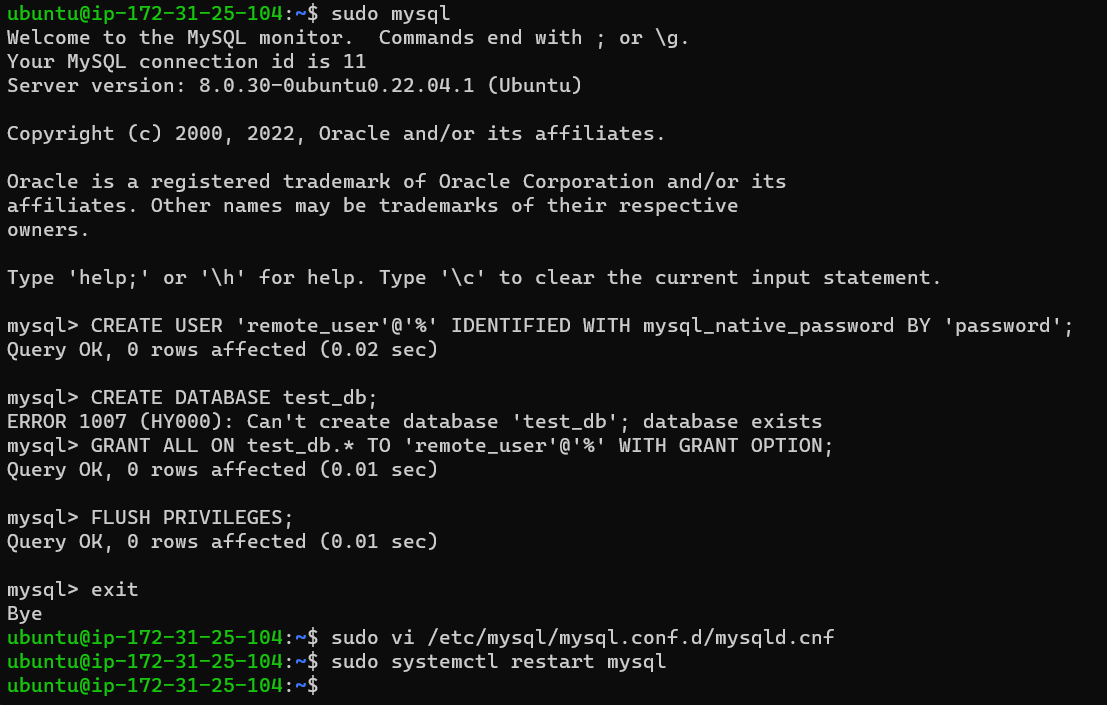 ubuntu@ip-172-31-25-104:~$ sudo mysql
Welcome to the MySQL monitor.  Commands end with ; or \g.
Your MySQL connection id is 11
Server version: 8.0.30-0ubuntu0.22.04.1 (Ubuntu)
Copyright (c) 2000, 2022, Oracle and/or its affiliates.
Oracle is a registered trademark of Oracle Corporation and/or its
affiliates. Other names may be trademarks of their respective
owners.
Type 'help;' or '\h' for help. Type '\c' to clear the current input statement.
mysql> CREATE USER 'remote_user'@'%' IDENTIFIED WITH mysql_native_password BY 'password';
Query OK, 0 rows affected (0.02 sec)
mysql> CREATE DATABASE test_db;
ERROR 1007 (HY000): Can't create database 'test_db'; database exists
mysql> GRANT ALL ON test_db.* TO 'remote_user'@'%' WITH GRANT OPTION;
Query OK, 0 rows affected (0.01 sec)
mysql> FLUSH PRIVILEGES;
Query OK, 0 rows affected (0.01 sec)
mysql> exit
Bye
ubuntu@ip-172-31-25-104:~$ sudo vi /etc/mysql/mysql.conf.d/mysqld.cnf
ubuntu@ip-172-31-25-104:~$ sudo systemctl restart mysql
ubuntu@ip-172-31-25-104:~$